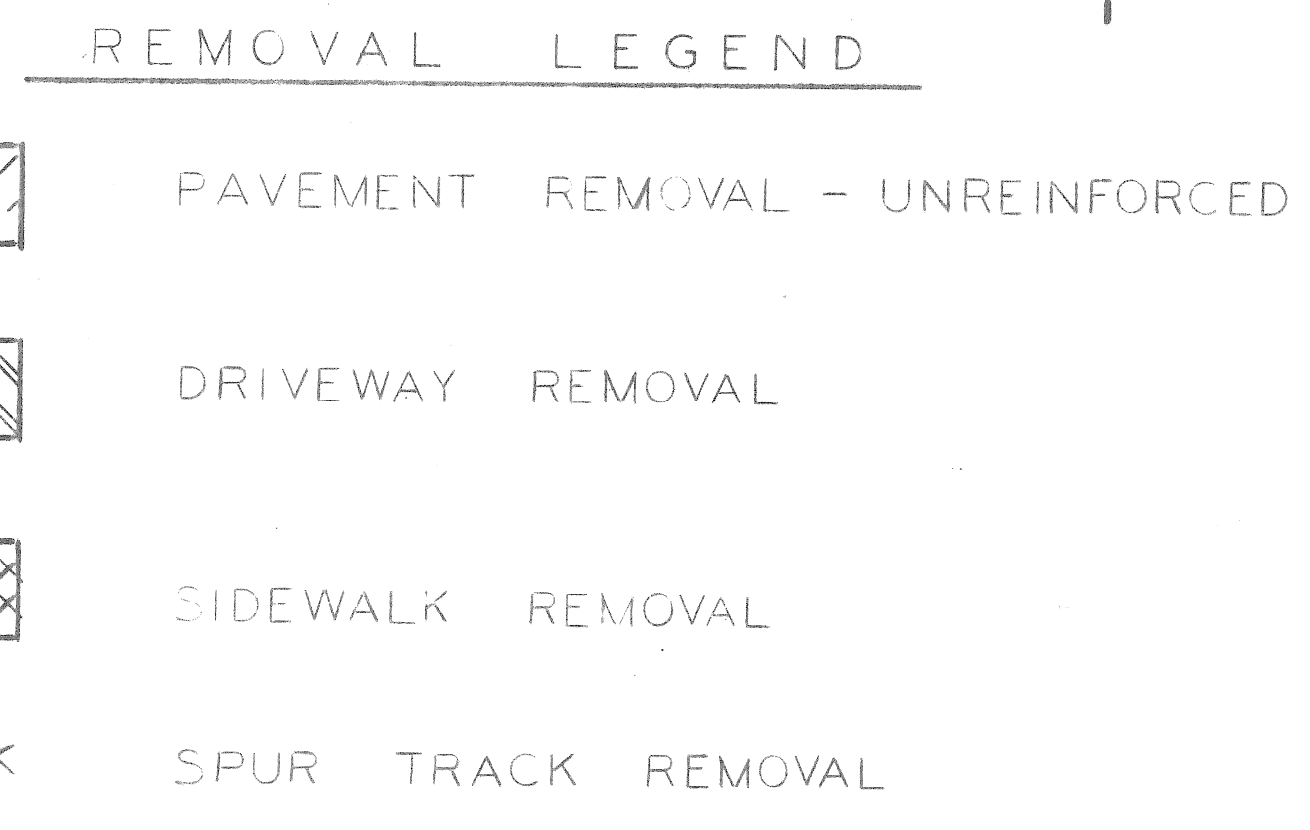 REMOVAL LEGEND
PAVEMENT REMOVAL - UNREINFORCED
DRIVEWAY REMOVAL
SIDEWALK REMOVAL
SPUR TRACK REMOVAL